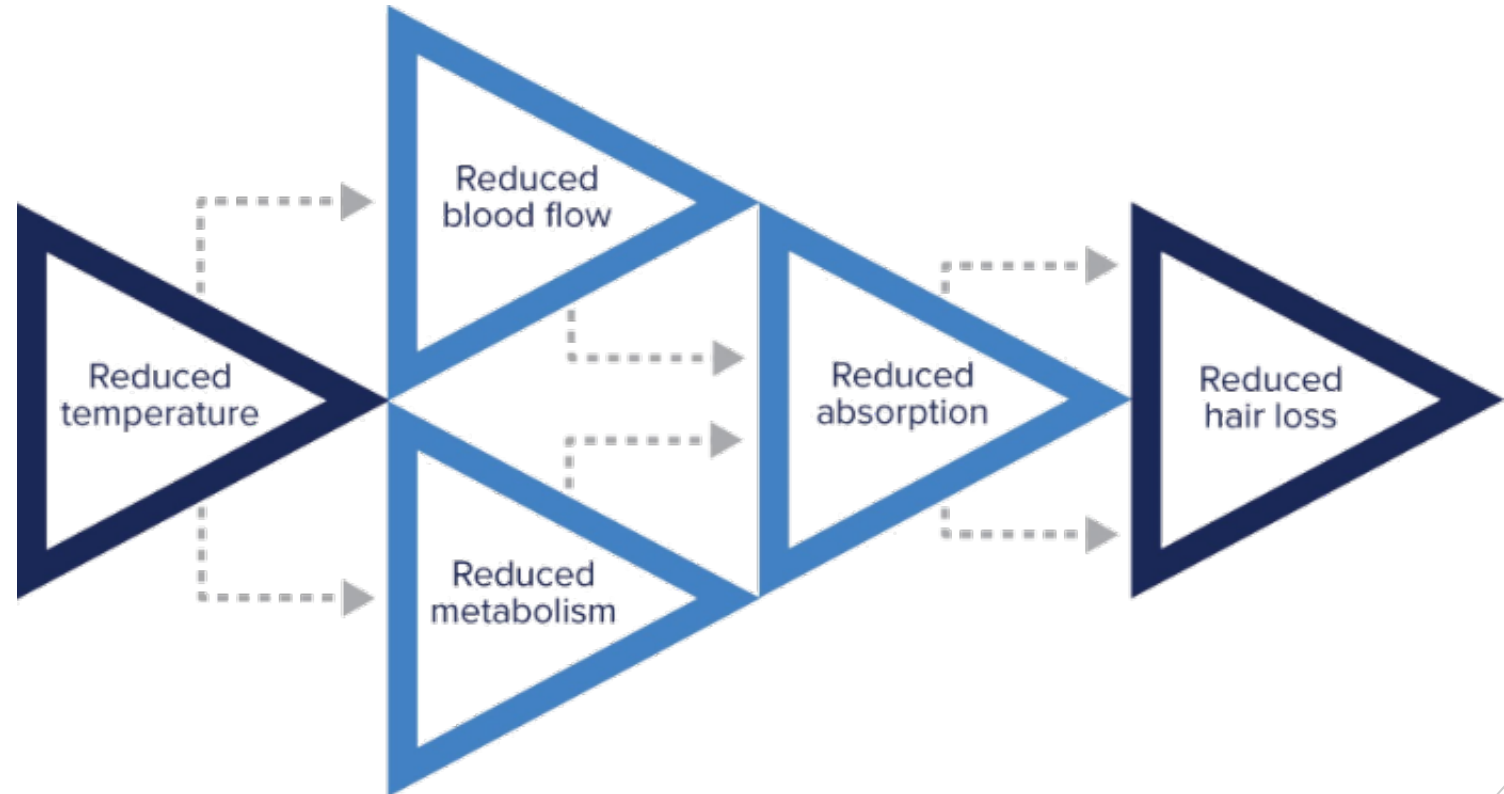 Reduced
temperature
Reduced
blood flow
Reduced
metabolism
Reduced
absorption
Reduced
hair loss